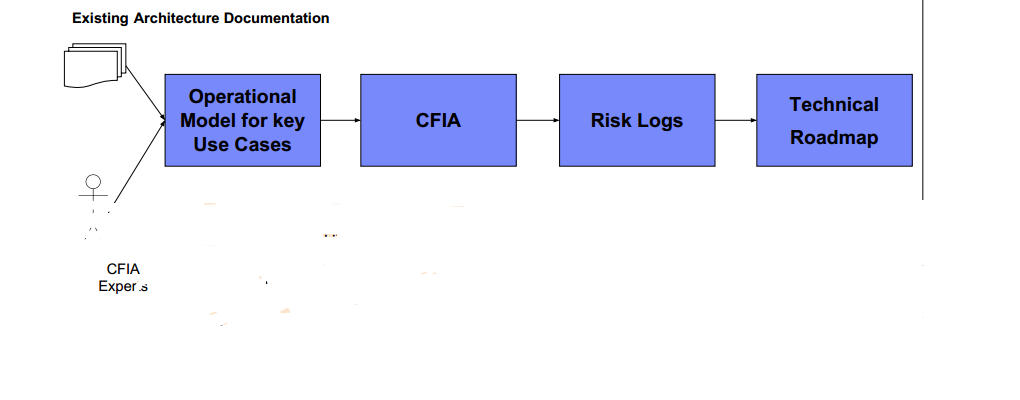 Existing Architecture Documentation
Operational
Model for key
Use Cases
CFIA
Risk Logs
Technical
Roadmap
CFIA